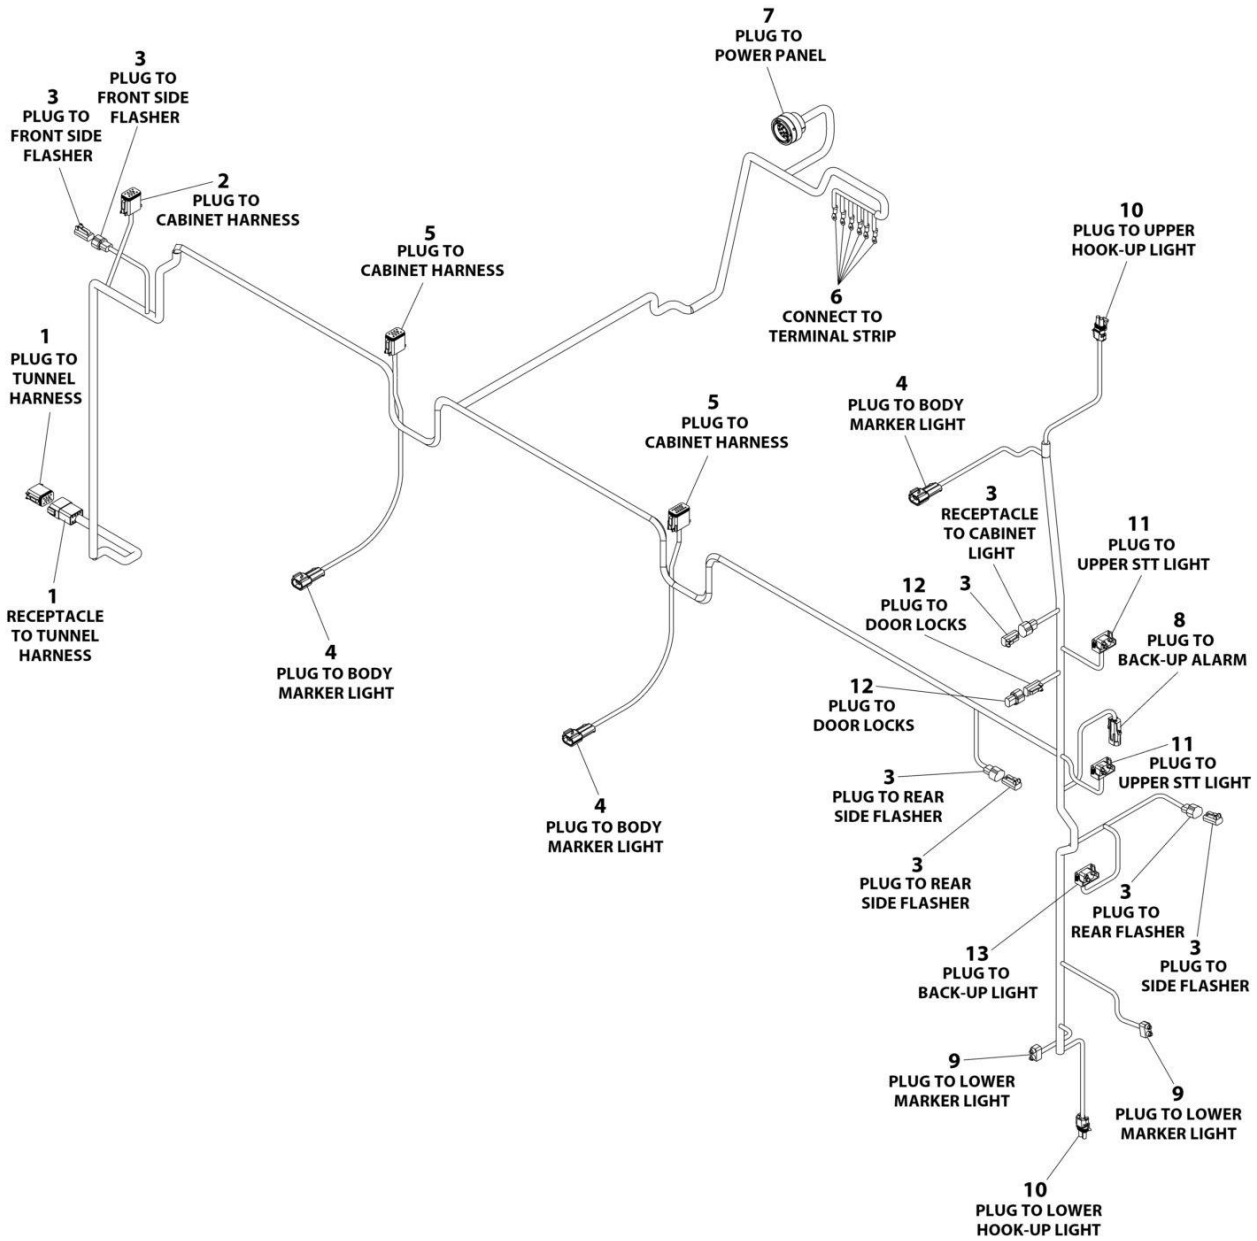 7
PLUG TO
POWER PANEL
3
PLUG TO
FRONT SIDE
FLASHER
3
PLUG TO
FRONT SIDE
FLASHER
2
PLUG TO
CABINET HARNESS
5
PLUG TO
CABINET HARNESS
10
PLUG TO UPPER
HOOK-UP LIGHT
6
CONNECT TO
TERMINAL STRIP
1
PLUG TO
TUNNEL
HARNESS
4
PLUG TO BODY
MARKER LIGHT
5
PLUG TO
CABINET HARNESS
3
RECEPTACLE
TO CABINET
LIGHT
11
PLUG TO
UPPER STT LIGHT
12
PLUG TO
DOOR LOCKS
3
1
RECEPTACLE
TO TUNNEL
HARNESS
8
PLUG TO
BACK-UP ALARM
4
PLUG TO BODY
MARKER LIGHT
12
PLUG TO
DOOR LOCKS
11
PLUG TO
UPPER STT LIGHT
3
PLUG TO REAR
SIDE FLASHER
4
PLUG TO BODY
MARKER LIGHT
3
PLUG TO REAR
SIDE FLASHER
3
PLUG TO
REAR FLASHER
3
PLUG TO
SIDE FLASHER
13
PLUG TO
BACK-UP LIGHT
9
PLUG TO LOWER
MARKER LIGHT
9
PLUG TO LOWER
MARKER LIGHT
10
PLUG TO LOWER
HOOK-UP LIGHT